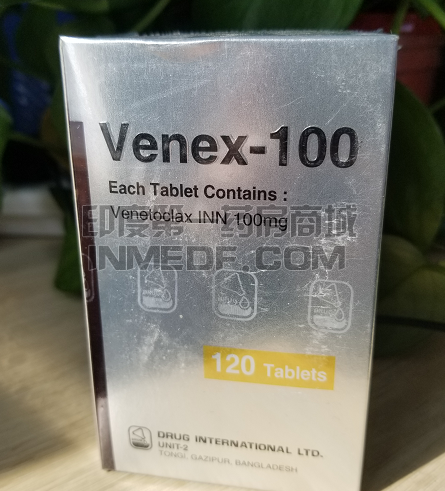 Venex-100
Each Tablet Contains :
Venetoclax INN 100mg
印度第一药房商城
INMEDF.COM
120 Tablets
DRUG INTERNATIONAL LTD.
UNIT-2
TONGI, GAZIPUR, BANGLADESH